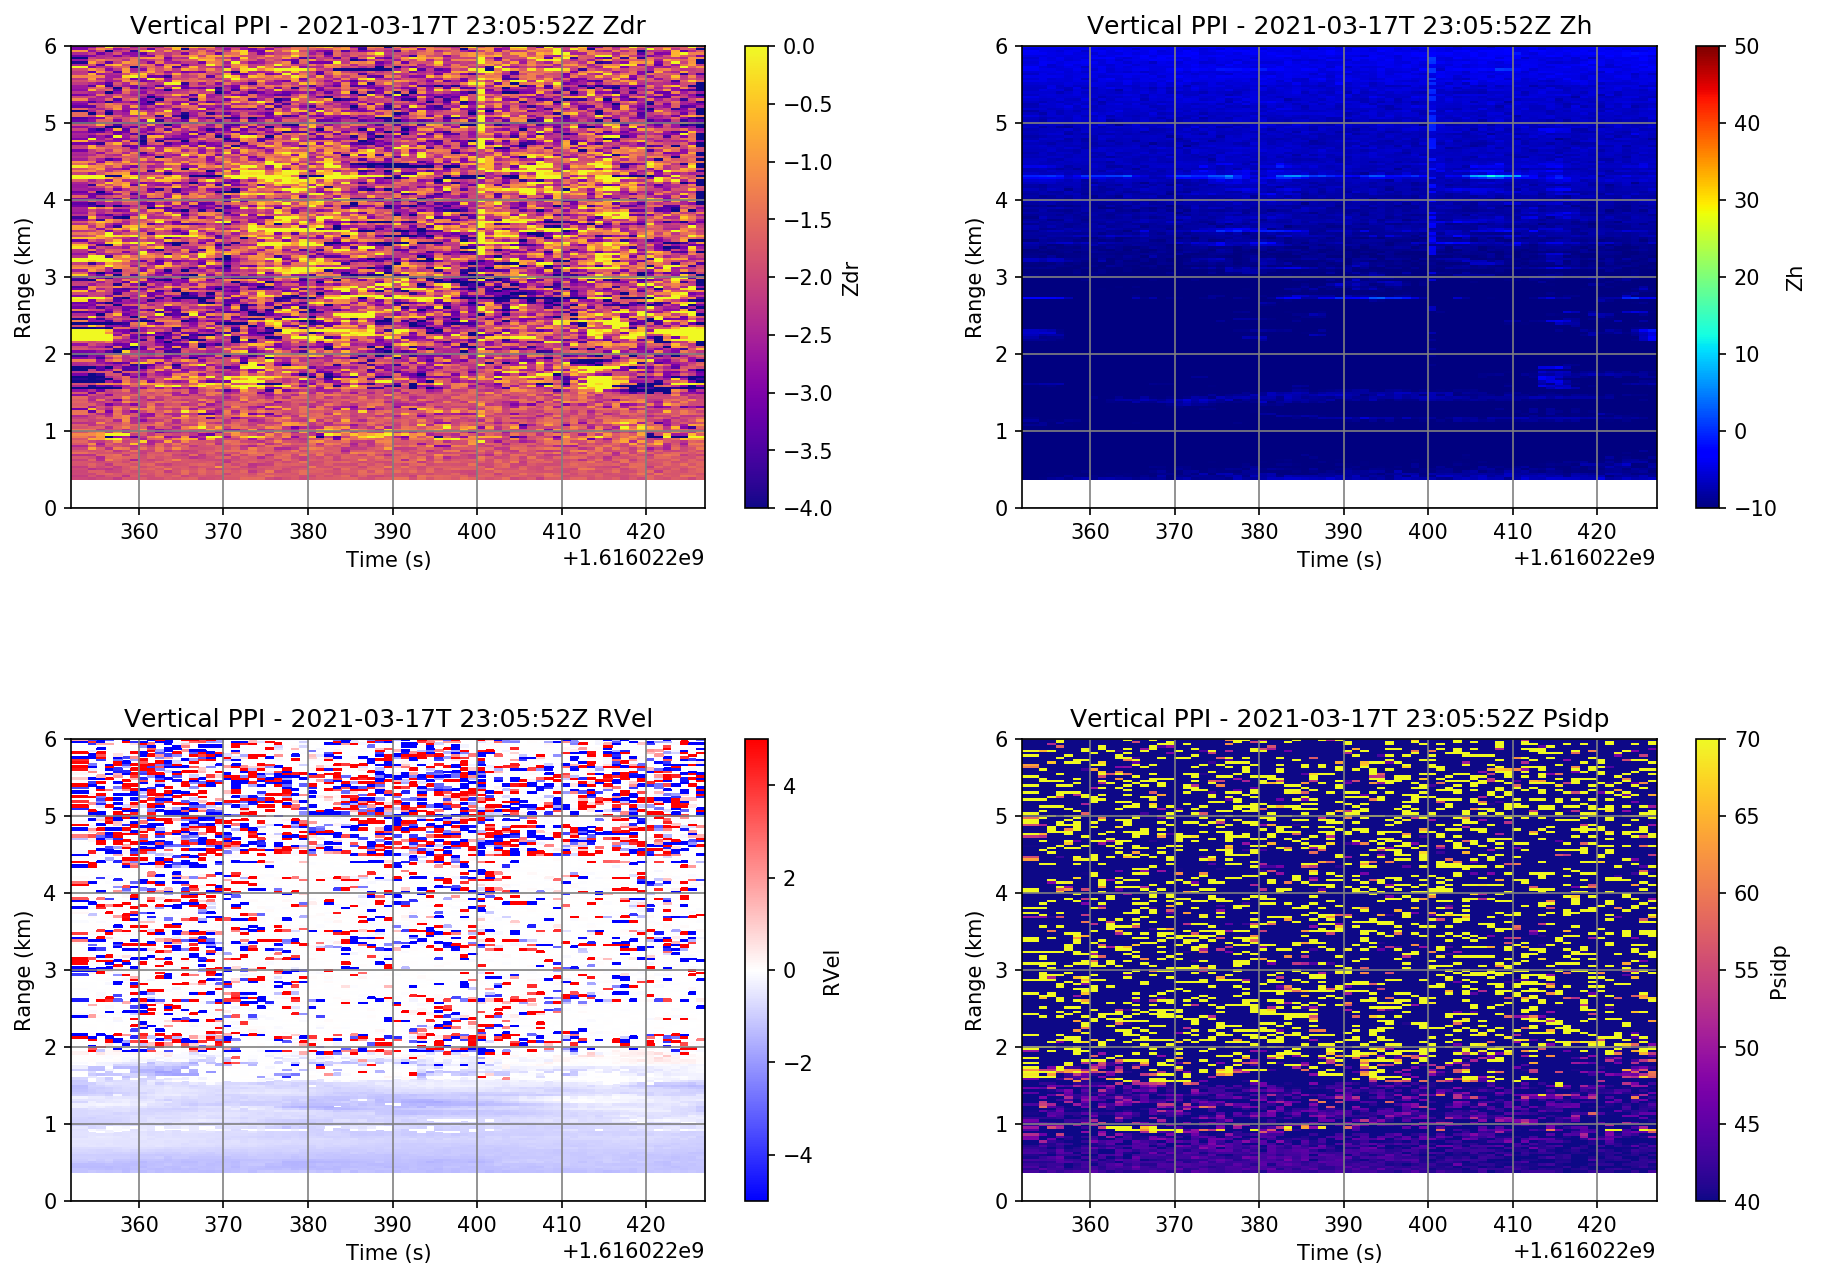 Vertical PPI - 2021-03-17T 23:05:52Z Zdr
6
5
4
3
2
1
0
Range (km)
360 370 380 390 400 410 420
Time (s)
+1.616022e9
0.0
−0.5
−1.0
−1.5
−2.0
−2.5
−3.0
−3.5
−4.0
Zdr
Vertical PPI - 2021-03-17T 23:05:52Z Zh
6
5
4
3
2
1
0
Range (km)
360 370 380 390 400 410 420
Time (s)
+1.616022e9
50
40
30
20
10
0
−10
Zh
Vertical PPI - 2021-03-17T 23:05:52Z RVel
6
5
4
3
2
1
0
Range (km)
360 370 380 390 400 410 420
Time (s)
+1.616022e9
4
2
0
−2
−4
RVel
Vertical PPI - 2021-03-17T 23:05:52Z Psidp
6
5
4
3
2
1
0
Range (km)
360 370 380 390 400 410 420
Time (s)
+1.616022e9
70
65
60
55
50
45
40
Psidp